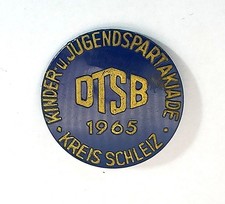 KINDER-u. JUGENDSPARTAKIADE
DTSB
1965
KREIS SCHLEIZ